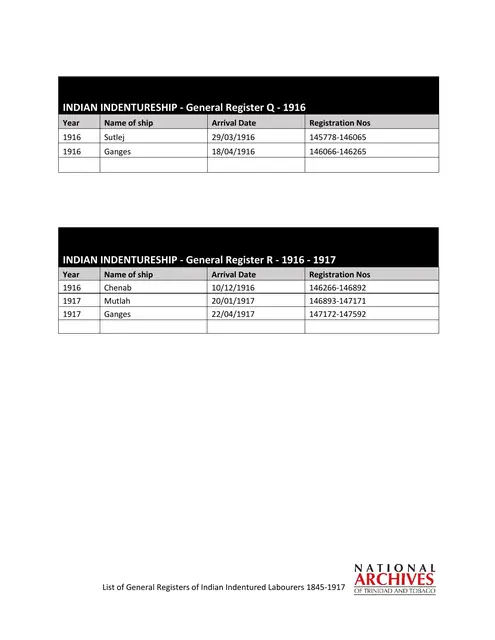 INDIAN INDENTURESHIP - General Register Q - 1916
Year Name of ship Arrival Date Registration Nos
1916 Sutlej 29/03/1916 145778-146065
1916 Ganges 18/04/1916 146066-146265
INDIAN INDENTURESHIP - General Register R - 1916 - 1917
Year Name of ship Arrival Date Registration Nos
1916 Chenab 10/12/1916 146266-146892
1917 Mutlah 20/01/1917 146893-147171
1917 Ganges 22/04/1917 147172-147592
List of General Registers of Indian Indentured Labourers 1845-1917
NATIONAL
ARCHIVES
OF TRINIDAD AND TOBAGO